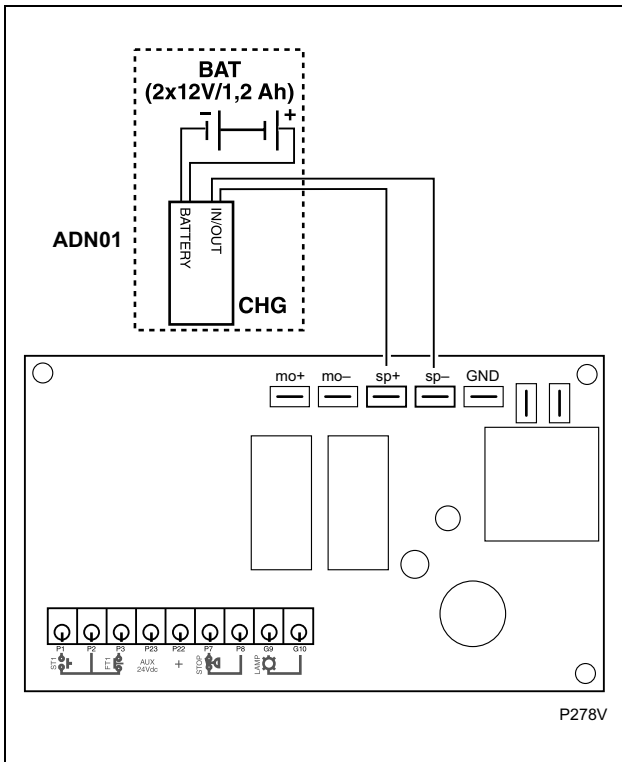 BAT
(2x12V/1,2 Ah)
– +
BATTERY
IN/OUT
ADN01
CHG
mo+ mo– sp+ sp– GND
P1 P2 P3 P23 P22 P7 P8 G9 G10
ST1 FT1 AUX + STOP LAMP
24Vdc
P278V